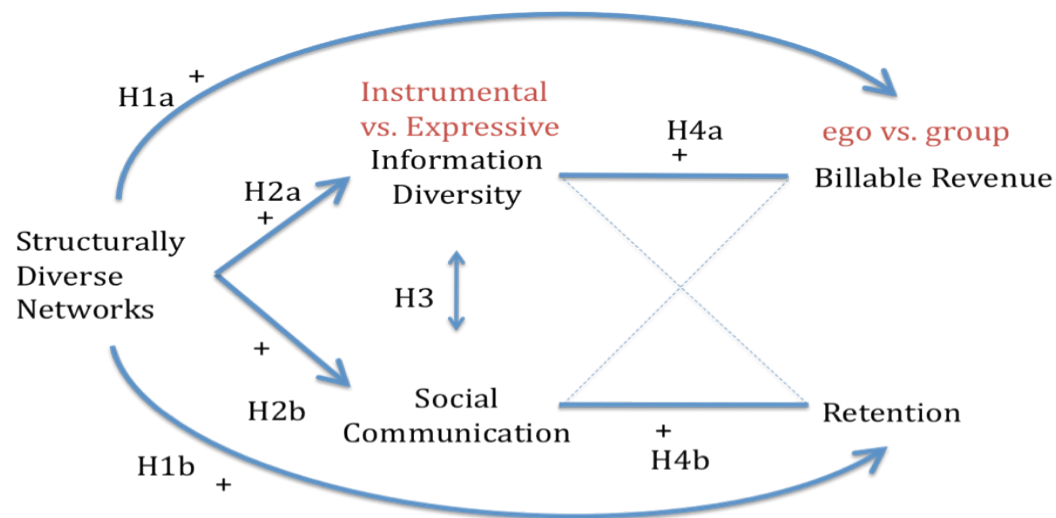 +
H1a
Instrumental
vs. Expressive
Information
Diversity
H4a
+
ego vs. group
Billable Revenue
H2a
+
Structurally
Diverse
Networks
H3
+
H2b
Social
Communication
+
H4b
Retention
H1b
+